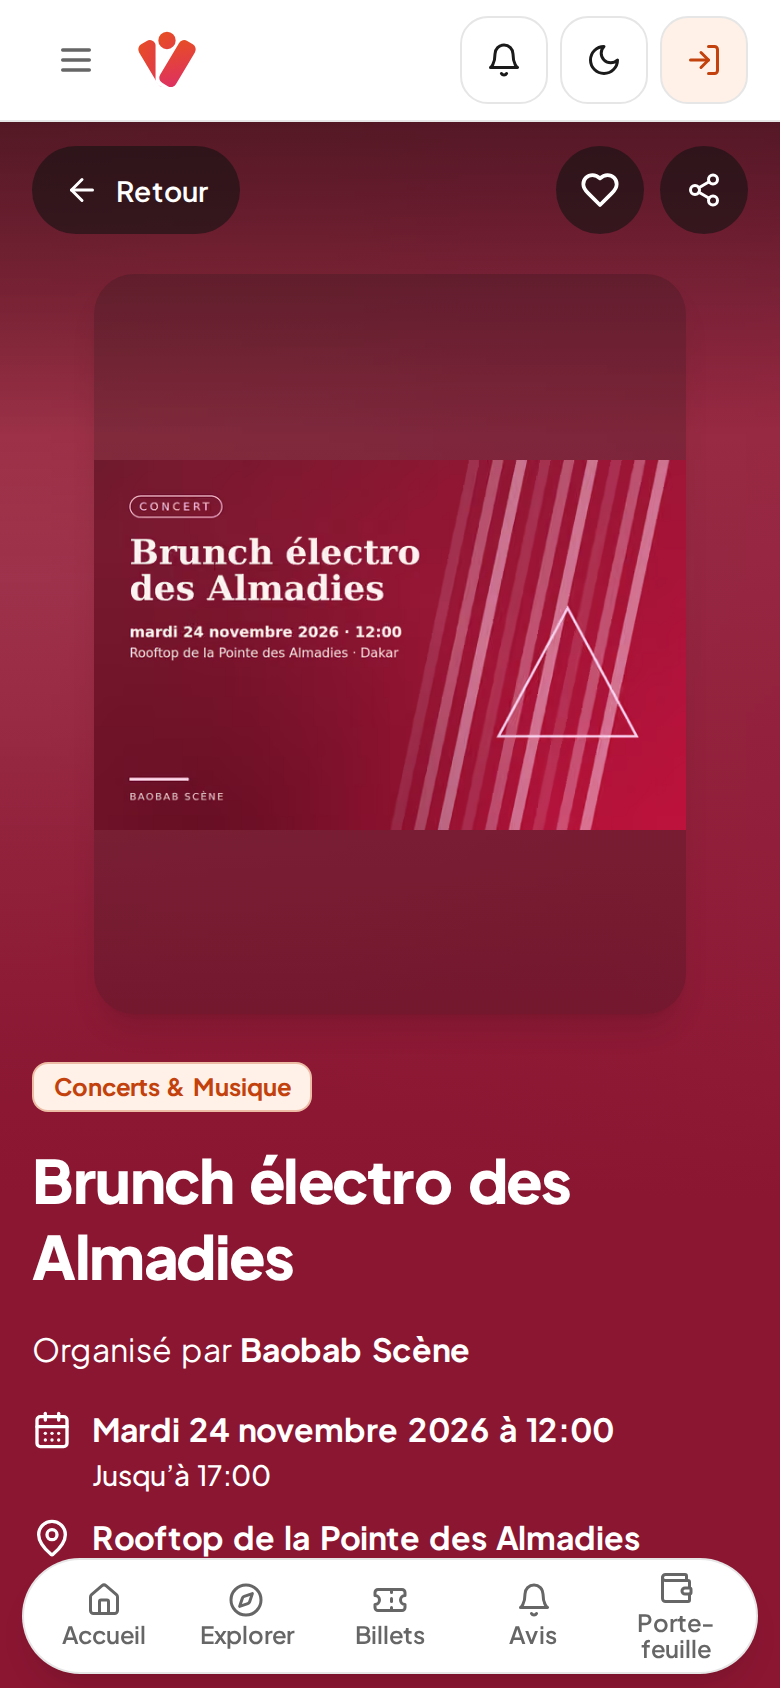 Retour
CONCERT
Brunch électro
des Almadies
mardi 24 novembre 2026 · 12:00
Rooftop de la Pointe des Almadies · Dakar
BAOBAB SCÈNE
Concerts & Musique
Brunch électro des
Almadies
Organisé par Baobab Scène
Mardi 24 novembre 2026 à 12:00
Jusqu’à 17:00
Rooftop de la Pointe des Almadies
Accueil
Explorer
Billets
Avis
Porte-
feuille